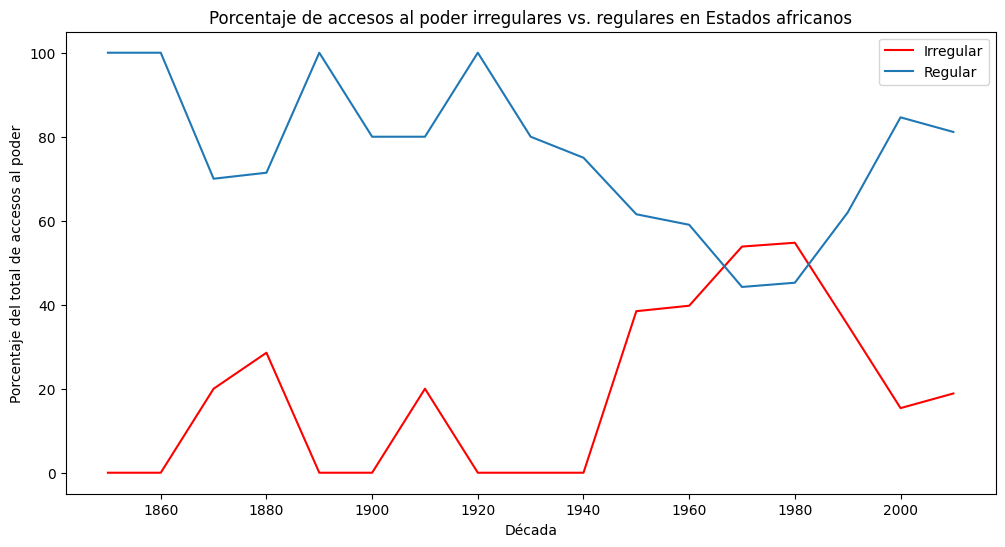 Porcentaje de accesos al poder irregulares vs. regulares en Estados africanos
Irregular
Regular
Porcentaje del total de accesos al poder
100
80
60
40
20
0
1860
1880
1900
1920
1940
1960
1980
2000
Década